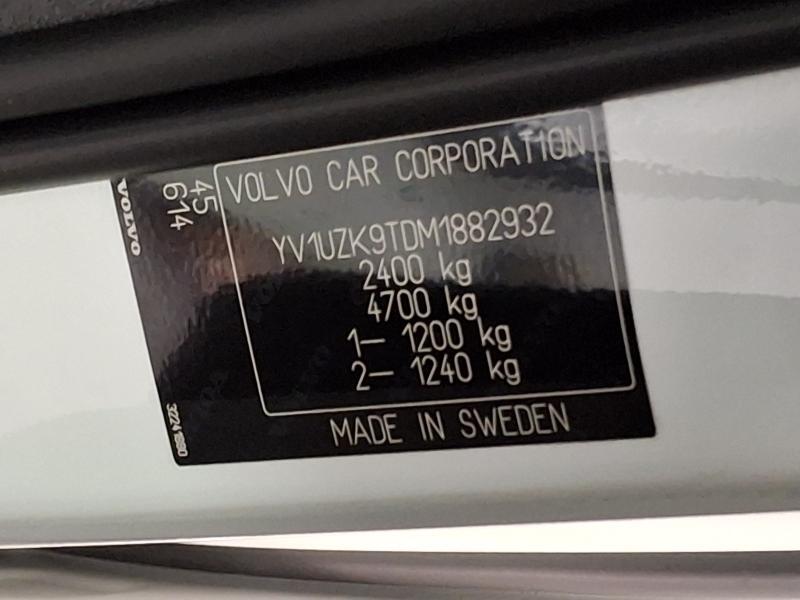 VOLVO CAR CORPORATION
YV1UZK9TDM1882932
2400 kg
4700 kg
1— 1200 kg
2— 1240 kg
MADE IN SWEDEN
45
614
VOLVO